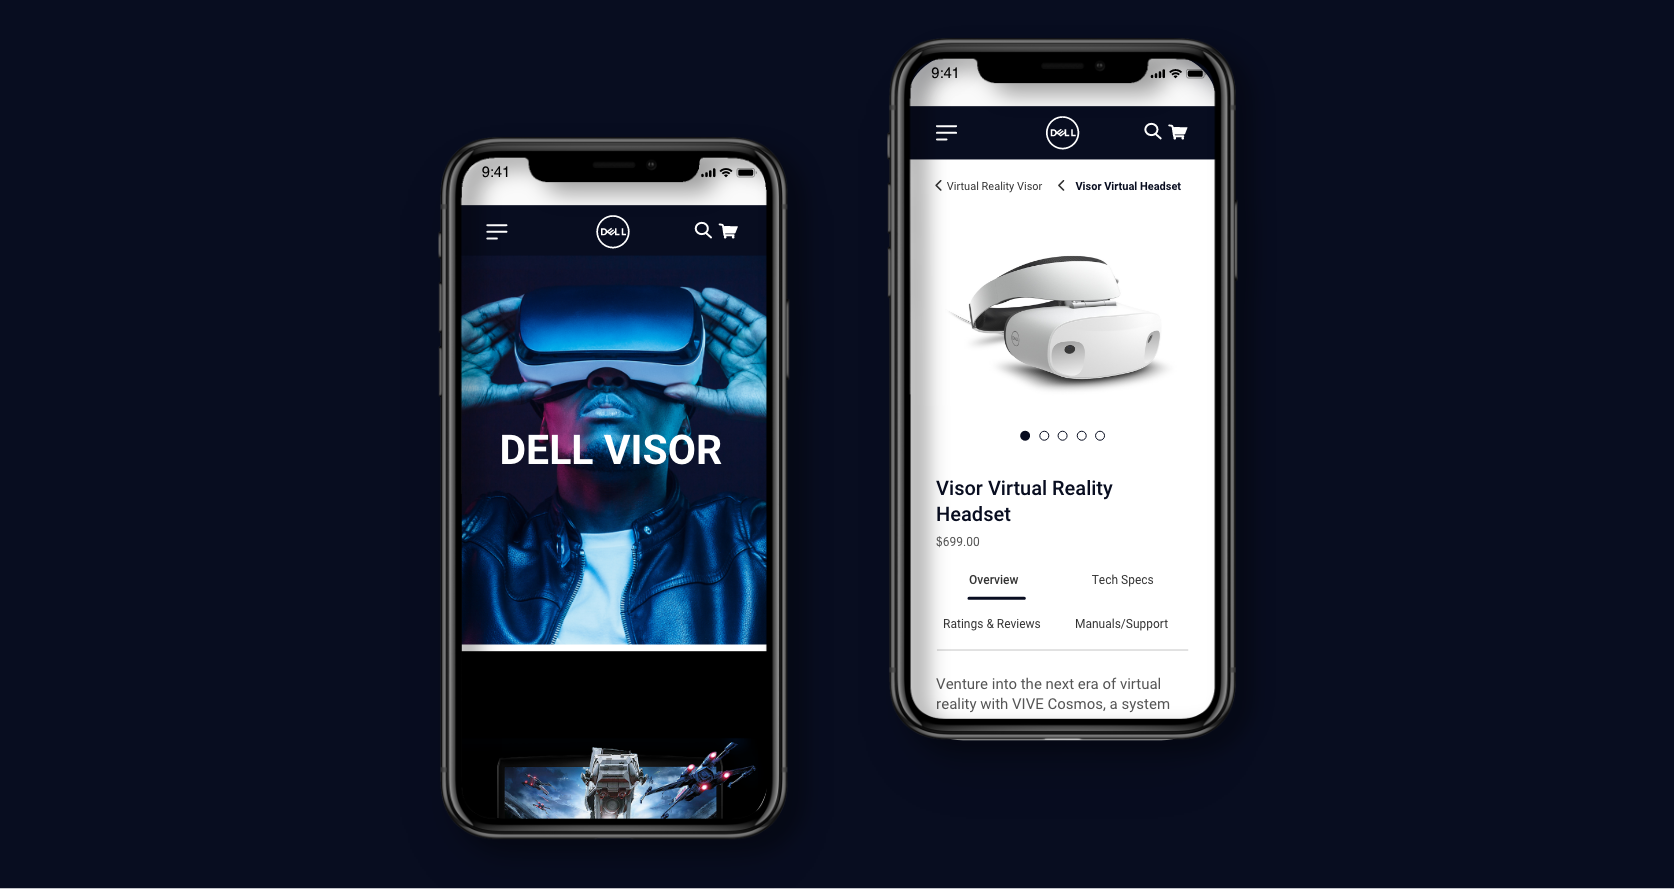 9:41
DELL
DELL VISOR
9:41
DELL
Virtual Reality Visor Visor Virtual Headset
Visor Virtual Reality
Headset
$699.00
Overview Tech Specs
Ratings & Reviews Manuals/Support
Venture into the next era of virtual
reality with VIVE Cosmos, a system